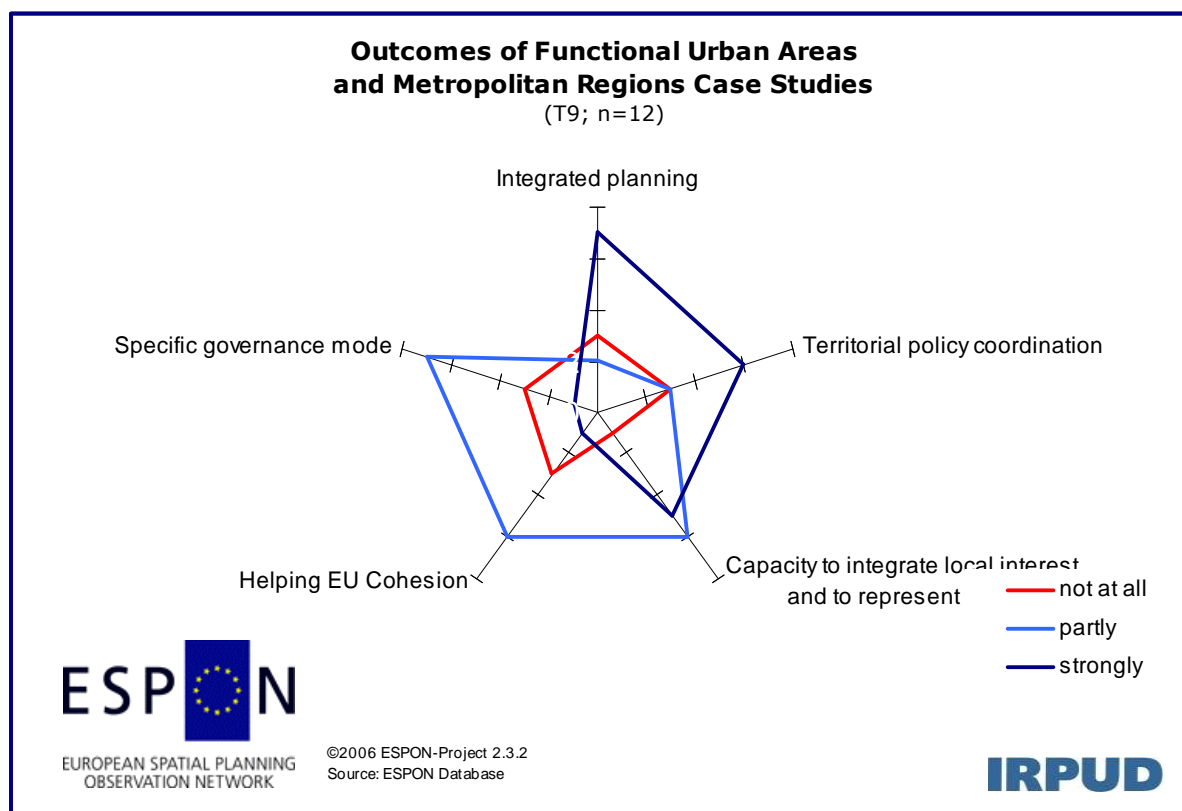 Outcomes of Functional Urban Areas
and Metropolitan Regions Case Studies
(T9; n=12)
Integrated planning
Specific governance mode
Territorial policy coordination
Helping EU Cohesion
Capacity to integrate local interest
and to represent
not at all
partly
strongly
ESPON
EUROPEAN SPATIAL PLANNING
OBSERVATION NETWORK
©2006 ESPON-Project 2.3.2
Source: ESPON Database
IRPUD